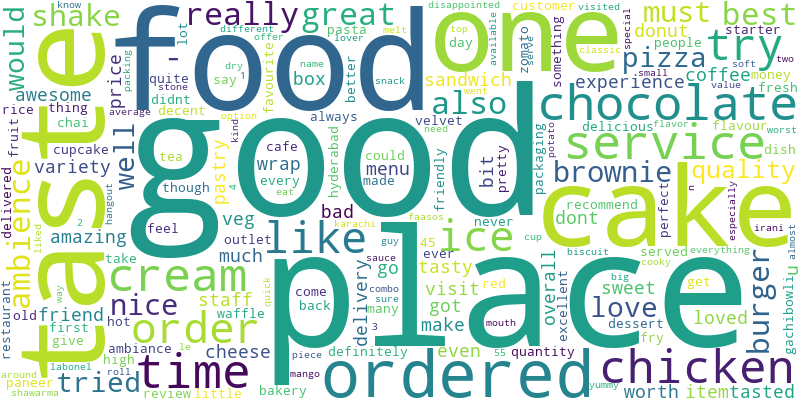 know
different
disappointed
customer
visited
shake
really
great
pasta
top
must
best
would
lot
offer
lover
melt
day
available
something
special
starter
food
one
try
packing
dry
name
zomato
serve
classic
people
donut
price
say
box
better
snack
sandwich
pizma
small
two
awesome
quite
1
stone
favourite
went
experience
coffee
money
rice
thing
average
didnt
decent
always
value
fresh
soft
chocolate
taste
fruit
chai
well
option
velvet
also
delicious
flavor
flavour
worst
cupcake
tea
kind
cafe
need
packaging
potato
service
dish
variety
pastry
wrap
could
menu
friendly
bit
pretty
brownie
quality
delivered
ambience
hangout
though
4
every
eat
made
hyderabad
good
cake
recommend
perfect
especially
n
irani
2
feel
veg
bad
karachi
faasos
never
dont
liked
amazing
outlet
like
guy
45
ice
cup
biscuit
served
everything
almost
take
much
sauce
ever
tasty
cooky
cream
delivery
go
overall
big
get
u
way
nice
staff
quick
come
back
combo
sure
many
visit
red
sweet
gachibowli
restaurant
old
friend
waffle
place
got
make
excellent
love
loved
burger
first
give
hot
order
3
mouth
dessert
fry
ambiance
le
cheese
definitely
even
55
quantity
around
labonel
high
roll
time
piece
ordered
chicken
paneer
shawarma
tried
review
little
bakery
mango
yummy
worth
item
tasted